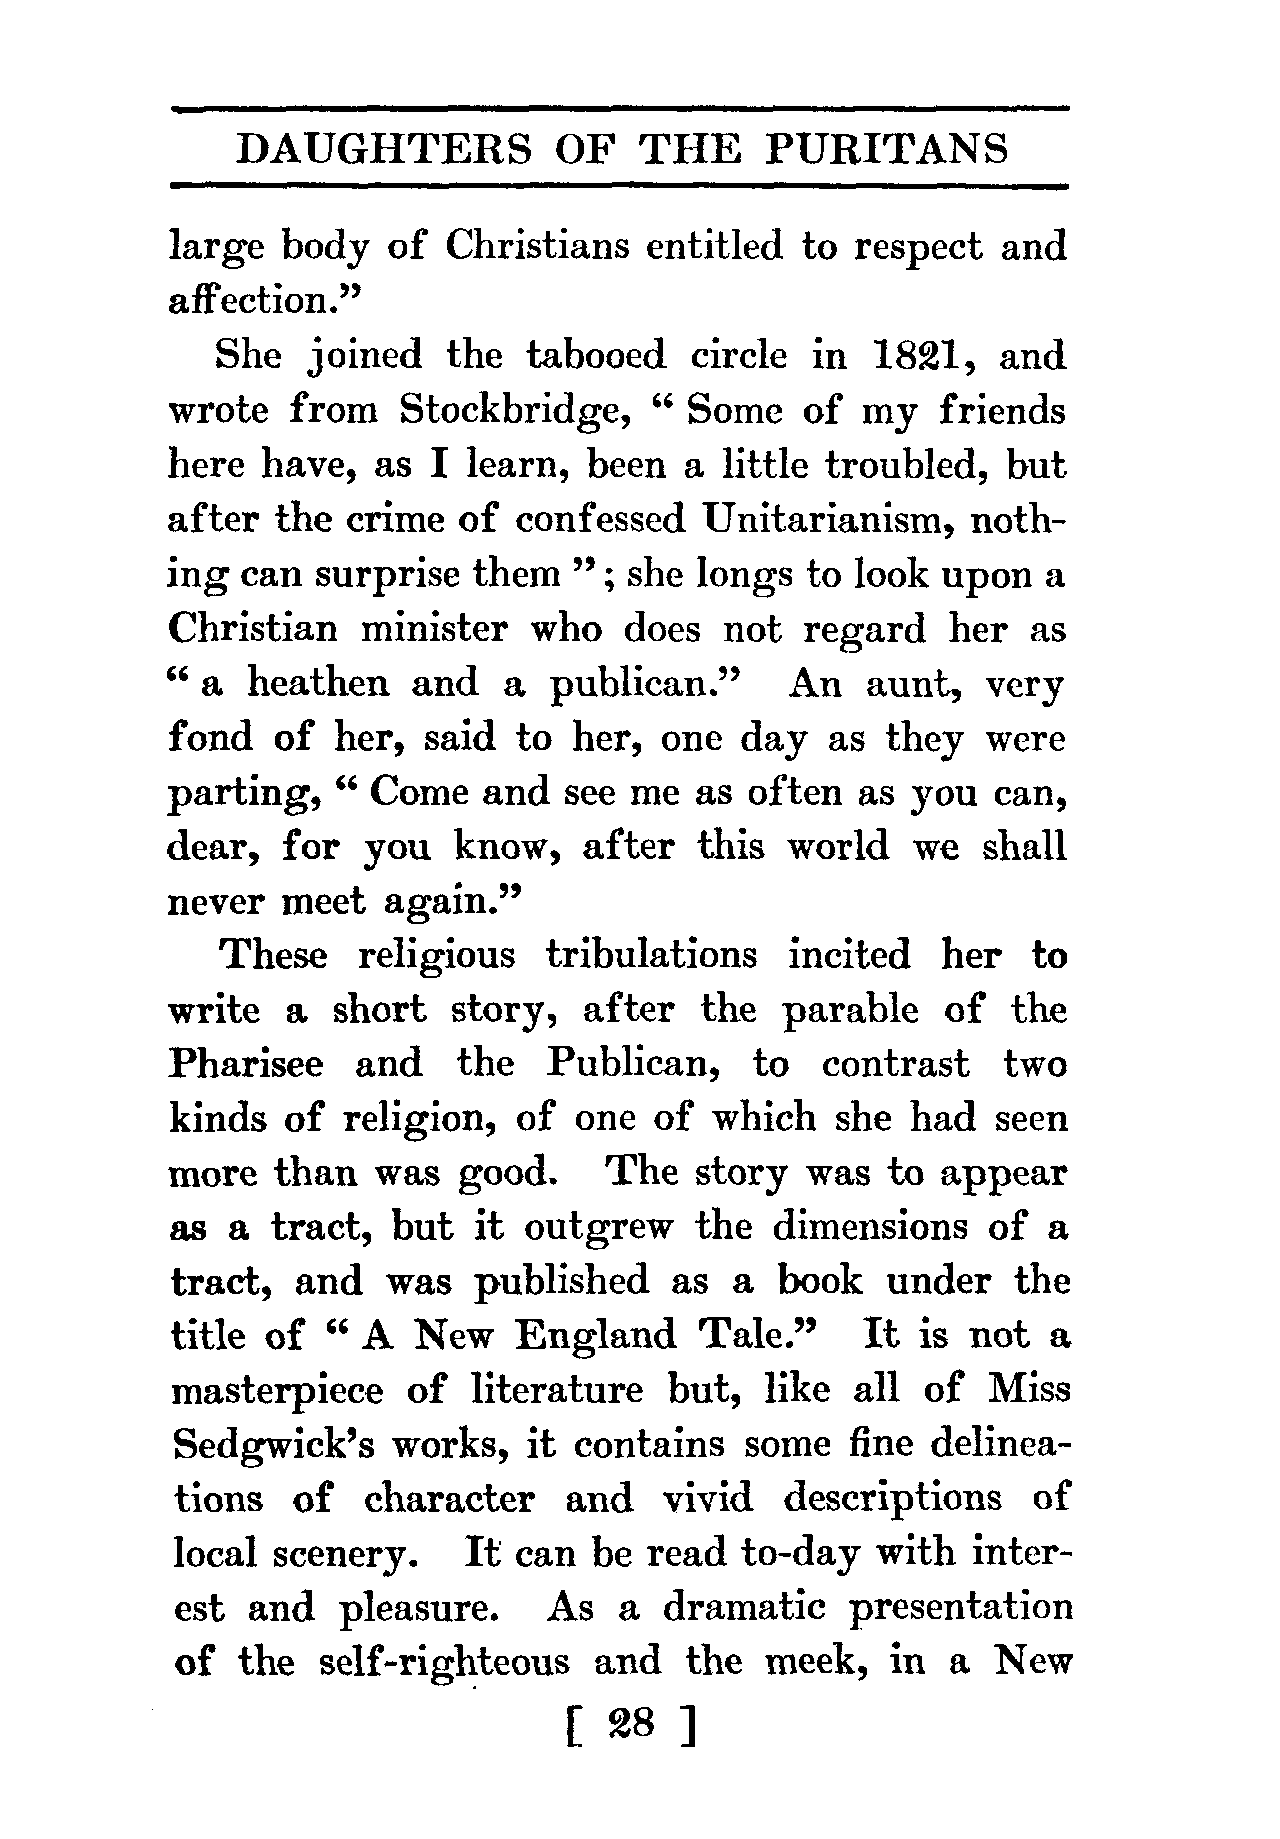 DAUGHTERS OF THE PURITANS
large body of Christians entitled to respect and
affection.”
She joined the tabooed circle in 1821, and
wrote from Stockbridge, “ Some of my friends
here have, as I learn, been a little troubled, but
after the crime of confessed Unitarianism, noth-
ing can surprise them ” ; she longs to look upon a
Christian minister who does not regard her as
“ a heathen and a publican.” An aunt, very
fond of her, said to her, one day as they were
parting, “ Come and see me as often as you can,
dear, for you know, after this world we shall
never meet again.”
These religious tribulations incited her to
write a short story, after the parable of the
Pharisee and the Publican, to contrast two
kinds of religion, of one of which she had seen
more than was good. The story was to appear
as a tract, but it outgrew the dimensions of a
tract, and was published as a book under the
title of “ A New England Tale.” It is not a
masterpiece of literature but, like all of Miss
Sedgwick’s works, it contains some fine delinea-
tions of character and vivid descriptions of
local scenery. It can be read to-day with inter-
est and pleasure. As a dramatic presentation
of the self-righteous and the meek, in a New
[ 28 ]